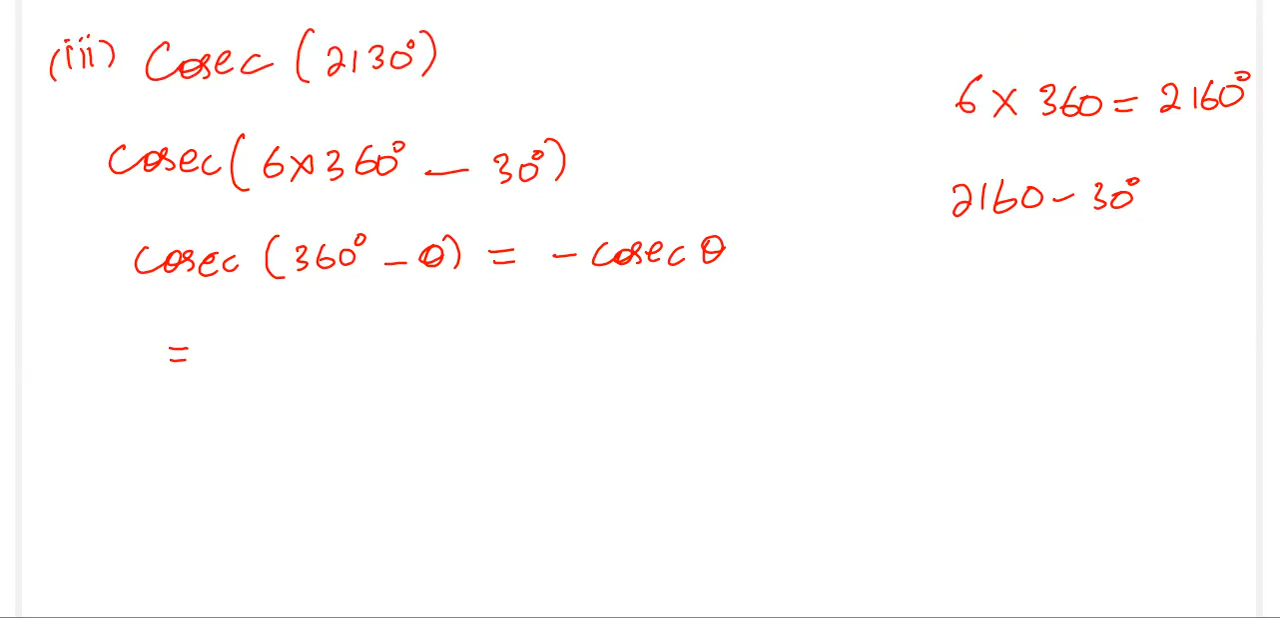 (iii) Cosec (2130°)
6 × 360 = 2160°
Cosec (6×360° — 30°)
2160 - 30°
Cosec (360° - θ) = - Cosec θ
=